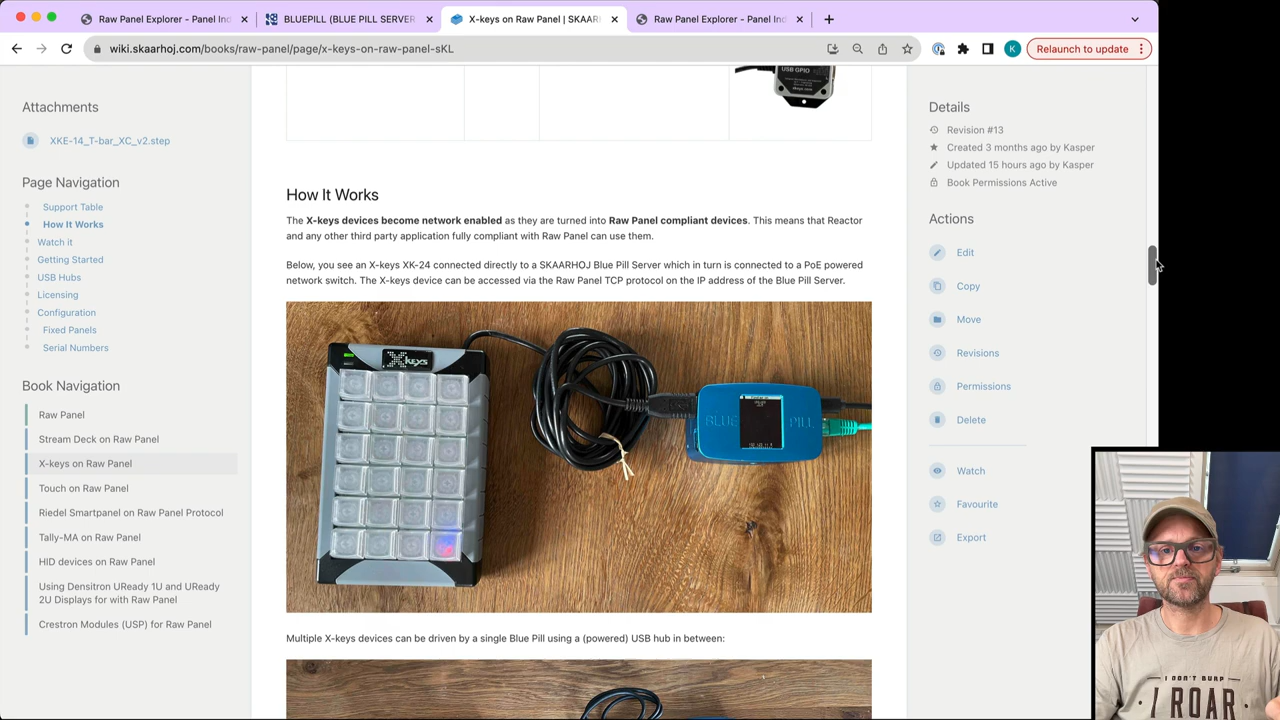 Raw Panel Explorer - Panel Ind
BLUEPILL (BLUE PILL SERVER
X-keys on Raw Panel | SKAARI
Raw Panel Explorer - Panel Ind
wiki.skaarhoj.com/books/raw-panel/page/x-keys-on-raw-panel-sKL
K
Relaunch to update
Attachments
XKE-14_T-bar_XC_v2.step
Page Navigation
Support Table
How It Works
Watch it
Getting Started
USB Hubs
Licensing
Configuration
Fixed Panels
Serial Numbers
Book Navigation
Raw Panel
Stream Deck on Raw Panel
X-keys on Raw Panel
Touch on Raw Panel
Riedel Smartpanel on Raw Panel Protocol
Tally-MA on Raw Panel
HID devices on Raw Panel
Using Densitron UReady 1U and UReady
2U Displays for with Raw Panel
Crestron Modules (USP) for Raw Panel
USB GPIO
How It Works
The X-keys devices become network enabled as they are turned into Raw Panel compliant devices. This means that Reactor
and any other third party application fully compliant with Raw Panel can use them.
Below, you see an X-keys XK-24 connected directly to a SKAARHOJ Blue Pill Server which in turn is connected to a PoE powered
network switch. The X-keys device can be accessed via the Raw Panel TCP protocol on the IP address of the Blue Pill Server.
X keys
BLUE PILL
Multiple X-keys devices can be driven by a single Blue Pill using a (powered) USB hub in between:
Details
Revision #13
Created 3 months ago by Kasper
Updated 15 hours ago by Kasper
Book Permissions Active
Actions
Edit
Copy
Move
Revisions
Permissions
Delete
Watch
Favourite
Export
I DON'T BURP
I ROAR